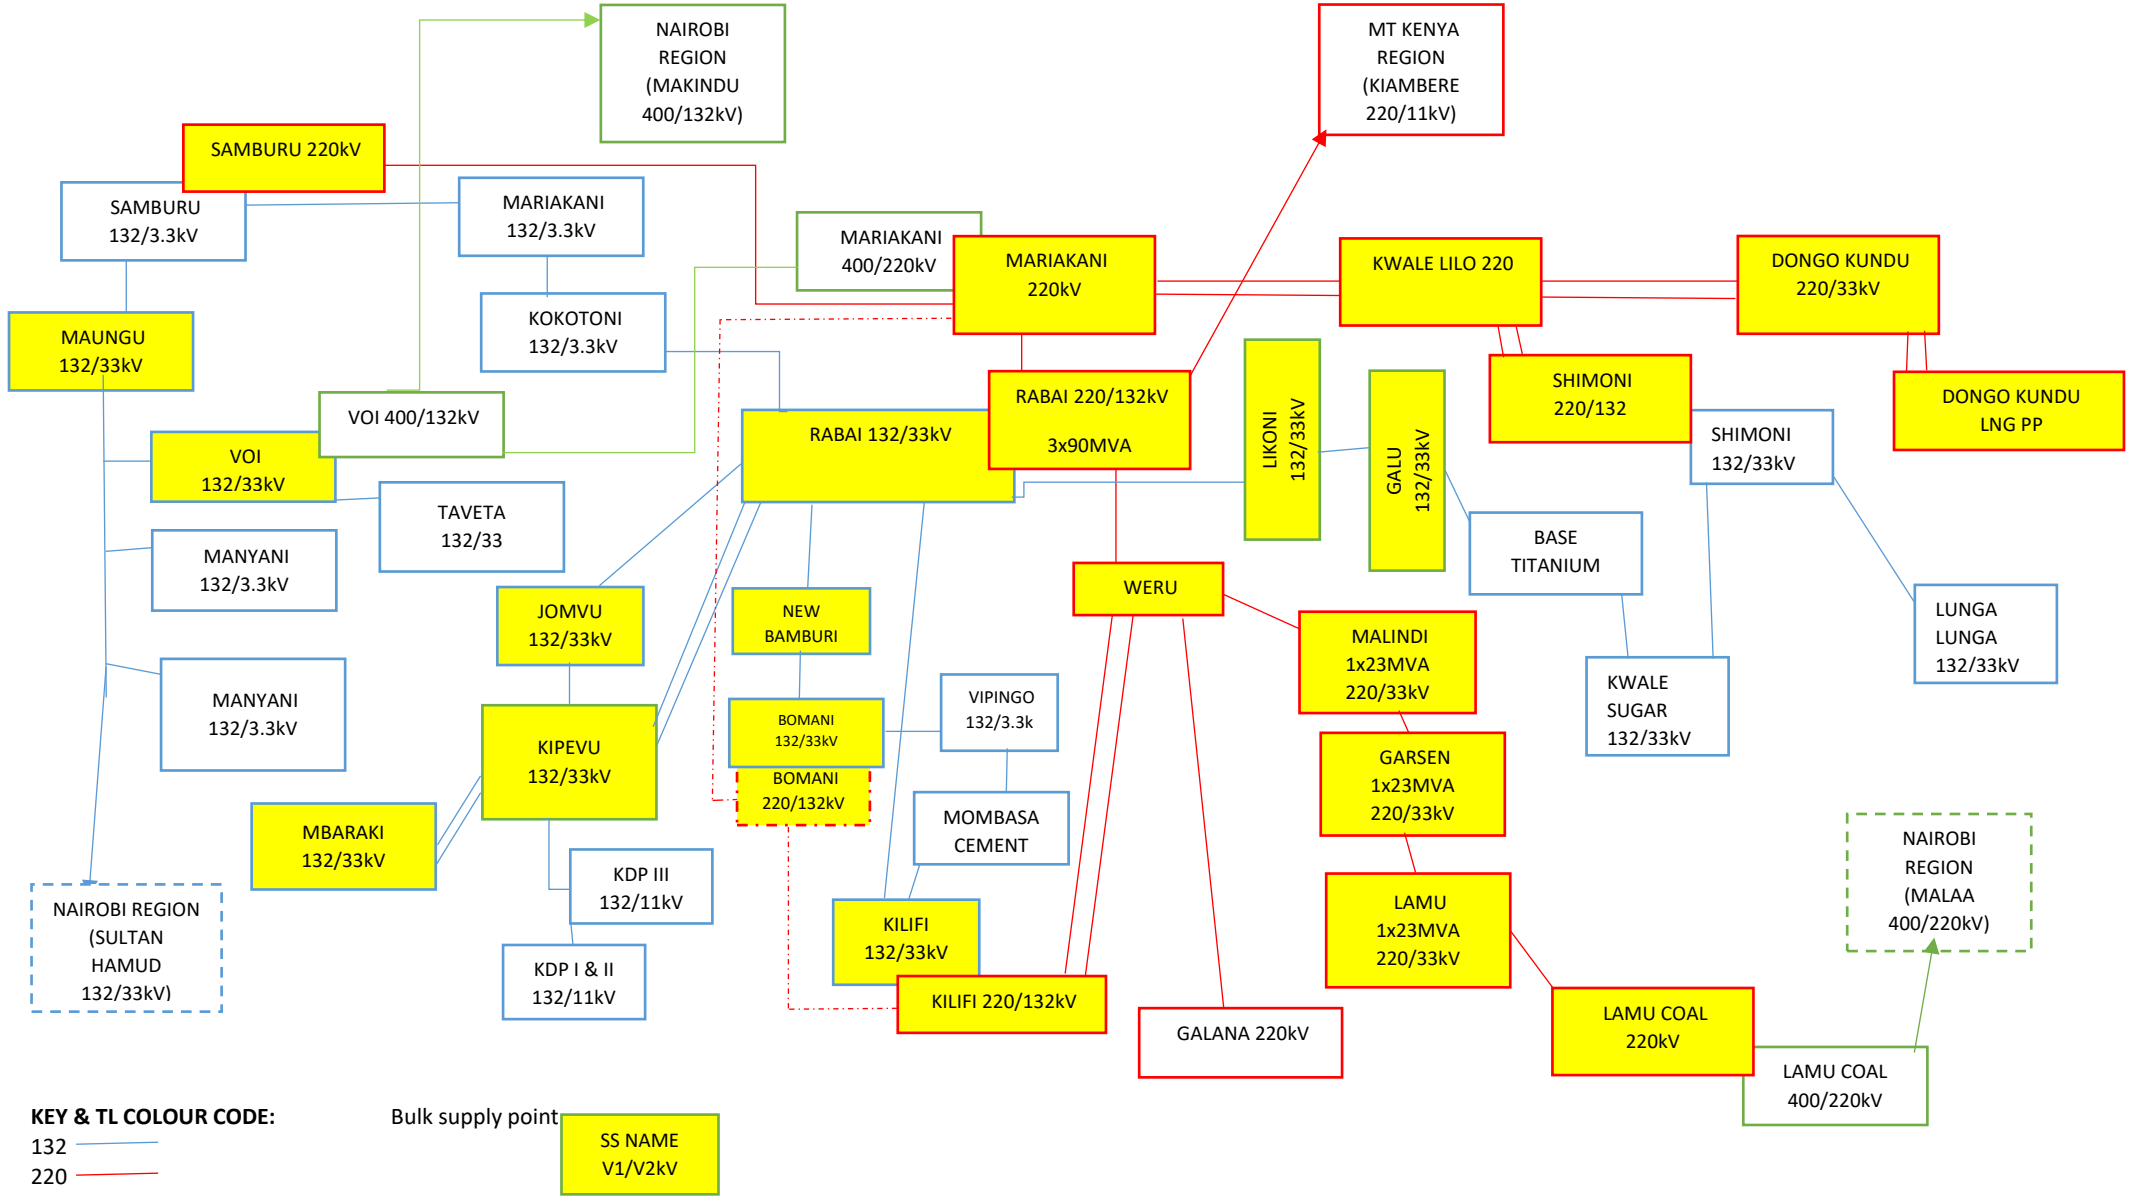 NAIROBI
REGION
(MAKINDU
400/132kV)
MT KENYA
REGION
(KIAMBERE
220/11kV)
SAMBURU 220kV
SAMBURU
132/3.3kV
MARIAKANI
132/3.3kV
MARIAKANI
400/220kV
MARIAKANI
220kV
KWALE LILO 220
DONGO KUNDU
220/33kV
MAUNGU
132/33kV
KOKOTONI
132/3.3kV
VOI 400/132kV
RABAI 132/33kV
RABAI 220/132kV
3x90MVA
LIKONI
132/33kV
GALU
132/33kV
SHIMONI
220/132
DONGO KUNDU
LNG PP
SHIMONI
132/33kV
VOI
132/33kV
TAVETA
132/33
MANYANI
132/3.3kV
BASE
TITANIUM
JOMVU
132/33kV
NEW
BAMBURI
WERU
MALINDI
1x23MVA
220/33kV
LUNGA
LUNGA
132/33kV
MANYANI
132/3.3kV
KWALE
SUGAR
132/33kV
VIPINGO
132/3.3k
BOMANI
132/33kV
BOMANI
220/132kV
KIPEVU
132/33kV
GARSEN
1x23MVA
220/33kV
MBARAKI
132/33kV
MOMBASA
CEMENT
NAIROBI
REGION
(MALAA
400/220kV)
KDP III
132/11kV
LAMU
1x23MVA
220/33kV
NAIROBI REGION
(SULTAN
HAMUD
132/33kV)
KILIFI
132/33kV
KDP I & II
132/11kV
KILIFI 220/132kV
GALANA 220kV
LAMU COAL
220kV
LAMU COAL
400/220kV
KEY & TL COLOUR CODE:
132
220
Bulk supply point
SS NAME
V1/V2kV